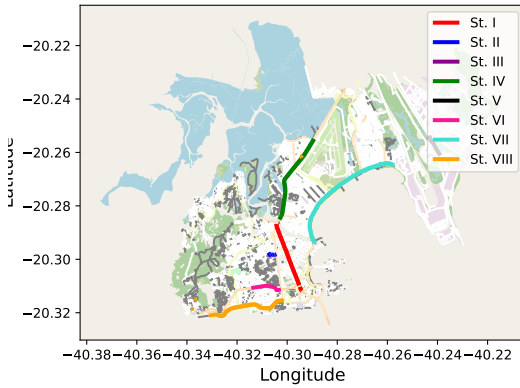 St. I
St. II
St. III
St. IV
St. V
St. VI
St. VII
St. VIII
−20.22
−20.24
−20.26
−20.28
−20.30
−20.32
Latitude
−40.38 −40.36 −40.34 −40.32 −40.30 −40.28 −40.26 −40.24 −40.22
Longitude